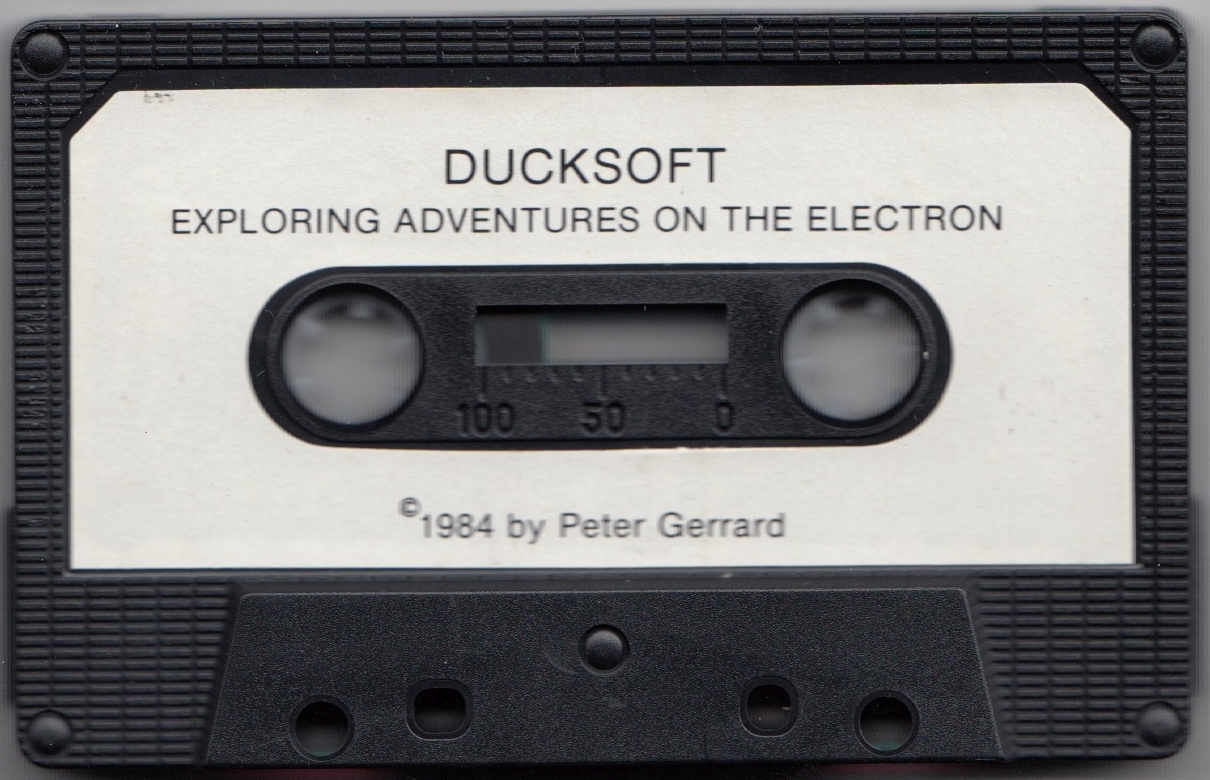 DUCKSOFT
EXPLORING ADVENTURES ON THE ELECTRON
100 50 0
©1984 by Peter Gerrard